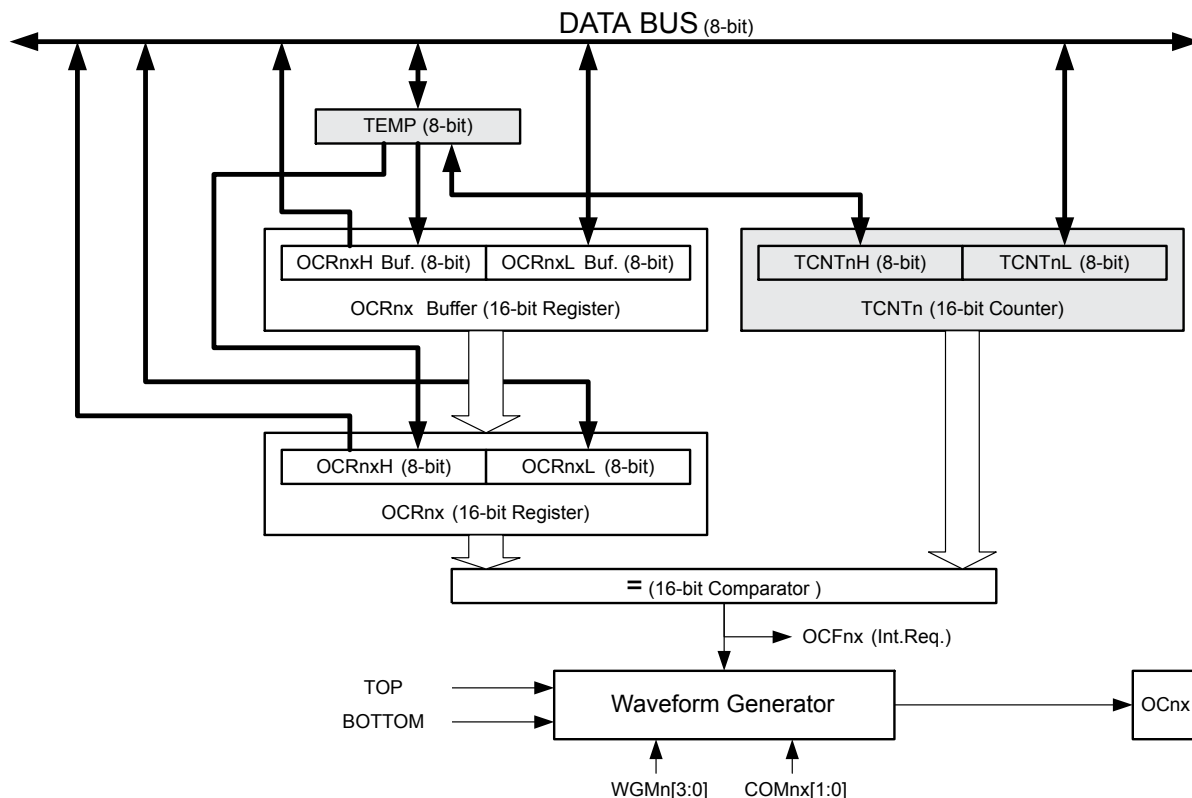 DATA BUS (8-bit)
TEMP (8-bit)
OCRnxH Buf. (8-bit)
OCRnxL Buf. (8-bit)
TCNTnH (8-bit)
TCNTnL (8-bit)
OCRnx Buffer (16-bit Register)
TCNTn (16-bit Counter)
OCRnxH (8-bit)
OCRnxL (8-bit)
OCRnx (16-bit Register)
= (16-bit Comparator )
OCFnx (Int.Req.)
TOP
Waveform Generator
OCnx
BOTTOM
WGMn[3:0]
COMnx[1:0]